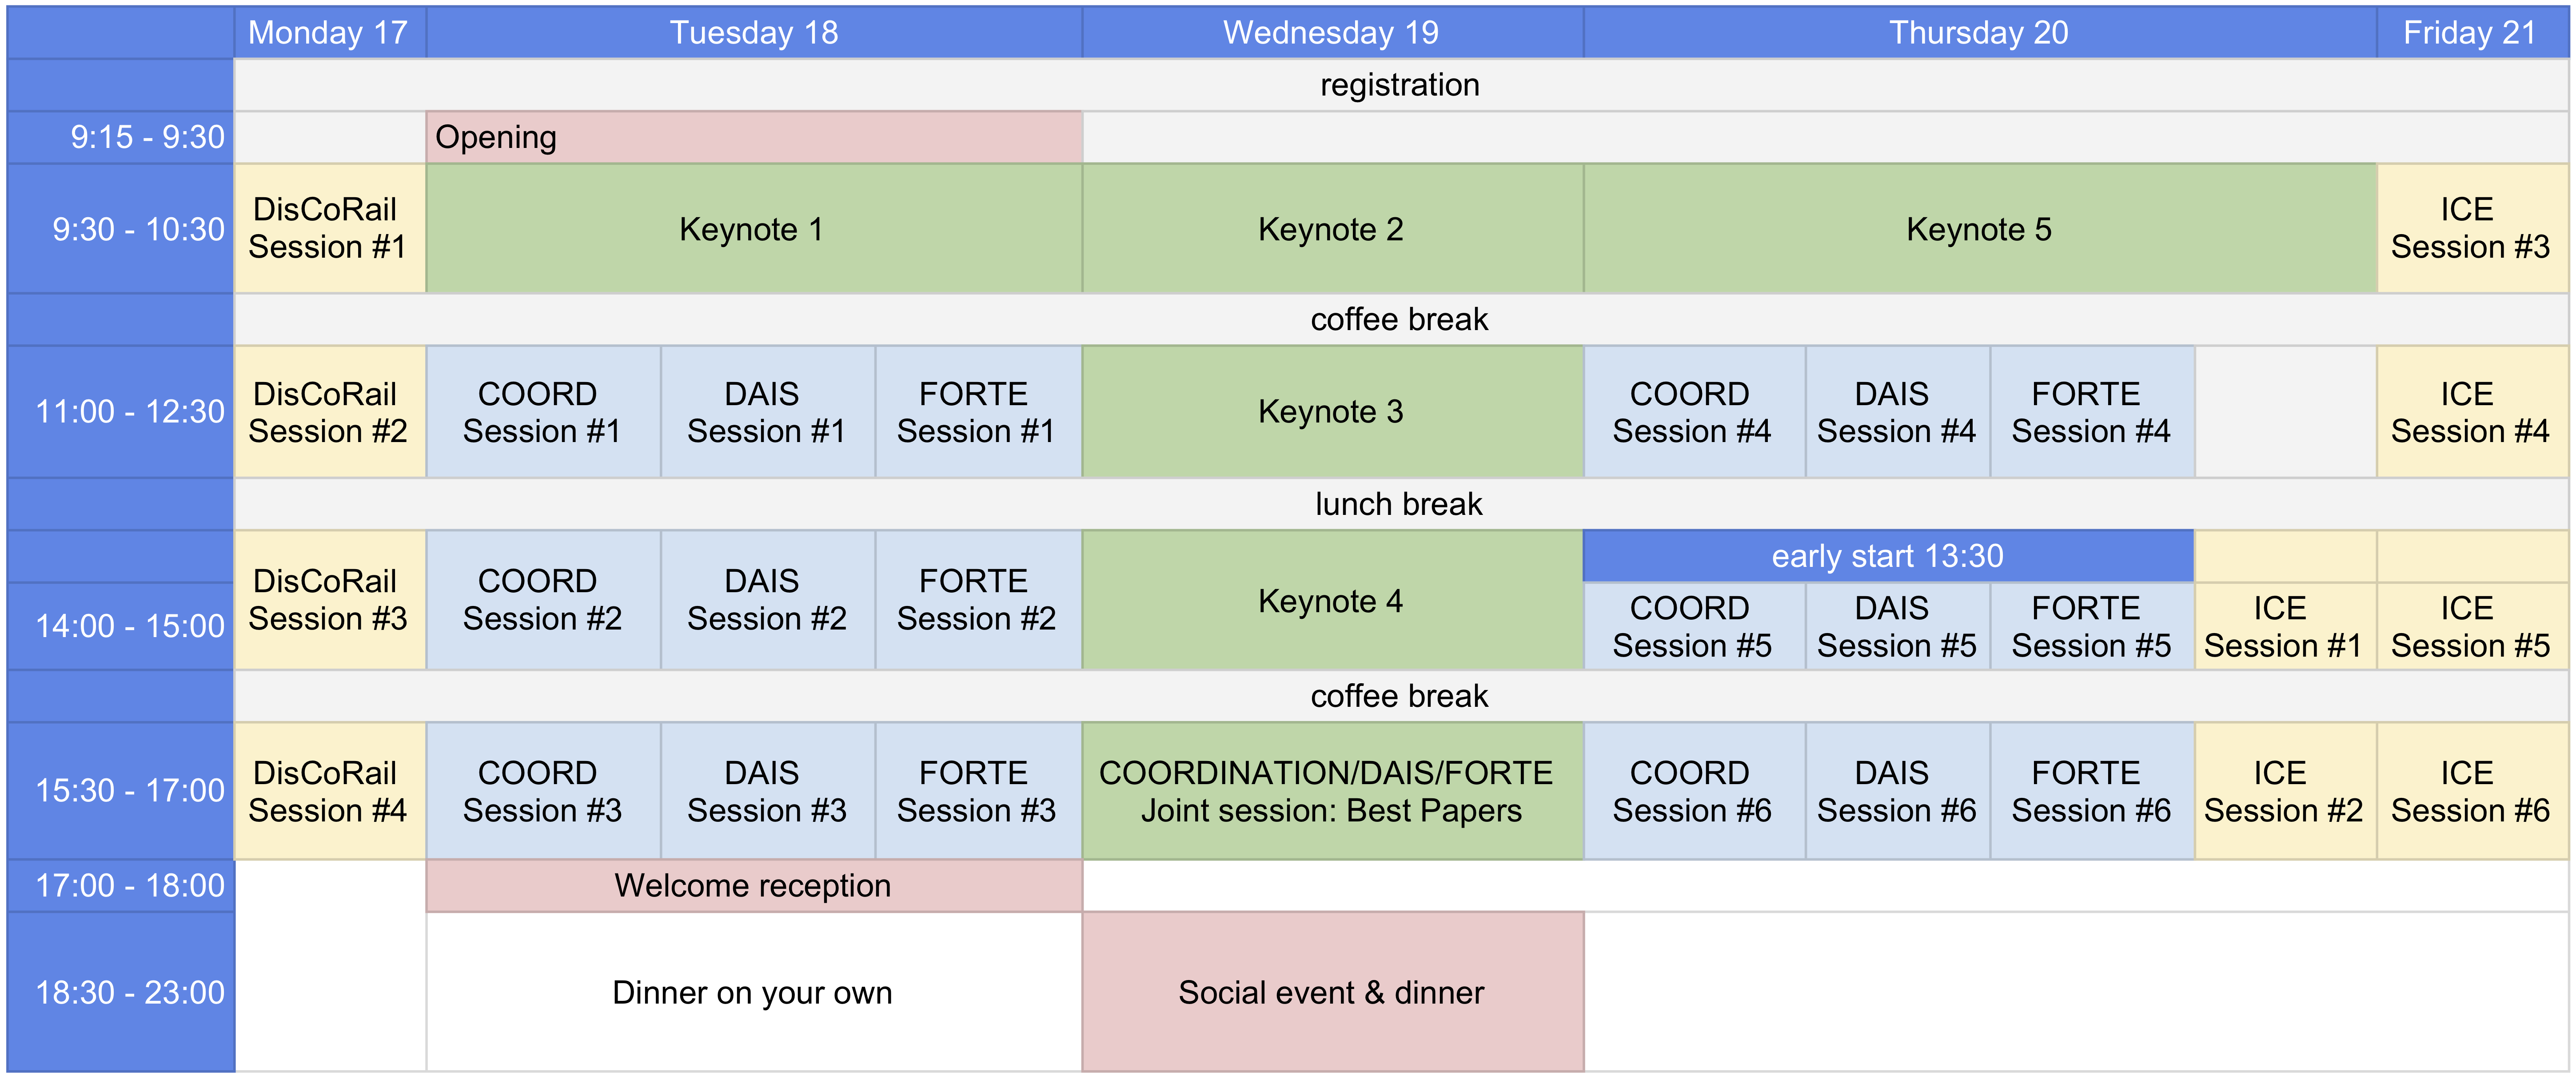 Monday 17
Tuesday 18
Wednesday 19
Thursday 20
Friday 21
registration
9:15 - 9:30
Opening
9:30 - 10:30
DisCoRail
Session #1
Keynote 1
Keynote 2
Keynote 5
ICE
Session #3
coffee break
11:00 - 12:30
DisCoRail
Session #2
COORD
Session #1
DAIS
Session #1
FORTE
Session #1
Keynote 3
COORD
Session #4
DAIS
Session #4
FORTE
Session #4
ICE
Session #4
lunch break
early start 13:30
14:00 - 15:00
DisCoRail
Session #3
COORD
Session #2
DAIS
Session #2
FORTE
Session #2
Keynote 4
COORD
Session #5
DAIS
Session #5
FORTE
Session #5
ICE
Session #1
ICE
Session #5
coffee break
15:30 - 17:00
DisCoRail
Session #4
COORD
Session #3
DAIS
Session #3
FORTE
Session #3
COORDINATION/DAIS/FORTE
Joint session: Best Papers
COORD
Session #6
DAIS
Session #6
FORTE
Session #6
ICE
Session #2
ICE
Session #6
17:00 - 18:00
Welcome reception
18:30 - 23:00
Dinner on your own
Social event & dinner